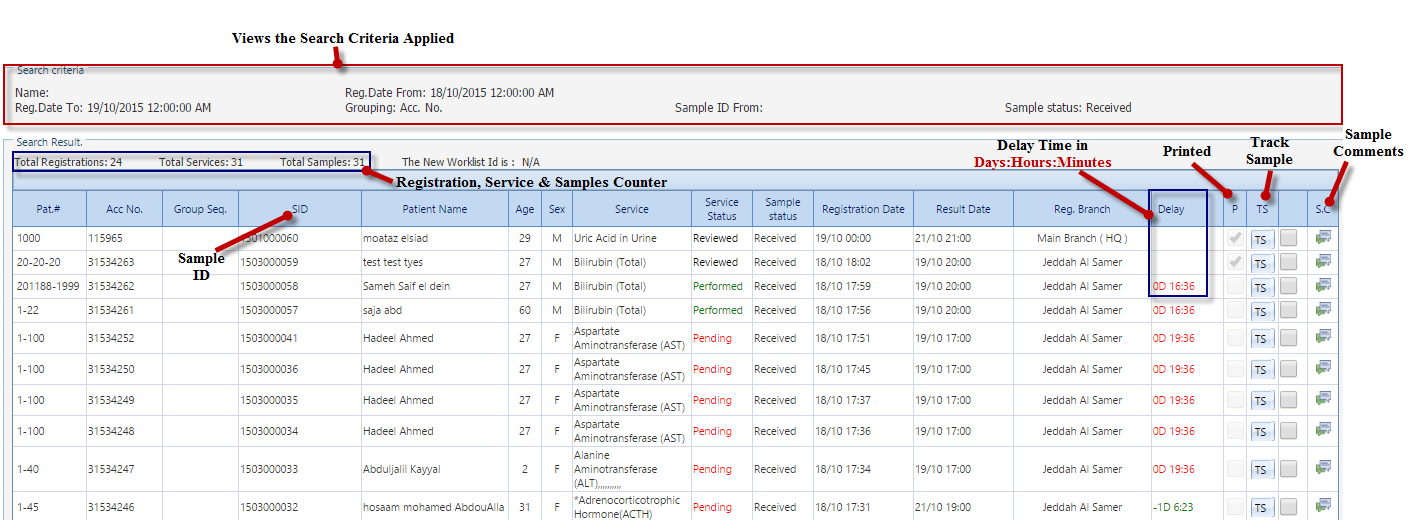 Views the Search Criteria Applied
Search criteria
Name: Reg.Date From: 18/10/2015 12:00:00 AM
Reg.Date To: 19/10/2015 12:00:00 AM Grouping: Acc. No. Sample ID From: Sample status: Received
Search Result.
Total Registrations: 24 Total Services: 31 Total Samples: 31 The New Worklist Id is : N/A
Delay Time in
Days:Hours:Minutes
Printed
Track
Sample
Sample
Comments
Registration, Service & Samples Counter
Pat.# Acc No. Group Seq. SID Patient Name Age Sex Service Service Status Sample status Registration Date Result Date Reg. Branch Delay P TS S.C
1000 115965 1501000060 moataz elsiad 29 M Uric Acid in Urine Reviewed Received 19/10 00:00 21/10 21:00 Main Branch ( HQ ) TS
Sample
ID
20-20-20 31534263 1503000059 test test tyes 27 M Bilirubin (Total) Reviewed Received 18/10 18:02 19/10 20:00 Jeddah Al Samer TS
201188-1999 31534262 1503000058 Sameh Saif el dein 27 M Bilirubin (Total) Performed Received 18/10 17:59 19/10 20:00 Jeddah Al Samer 0D 16:36 TS
1-22 31534261 1503000057 saja abd 60 M Bilirubin (Total) Performed Received 18/10 17:56 19/10 20:00 Jeddah Al Samer 0D 16:36 TS
1-100 31534252 1503000041 Hadeel Ahmed 27 F Aspartate Aminotransferase (AST) Pending Received 18/10 17:51 19/10 17:00 Jeddah Al Samer 0D 19:36 TS
1-100 31534250 1503000036 Hadeel Ahmed 27 F Aspartate Aminotransferase (AST) Pending Received 18/10 17:45 19/10 17:00 Jeddah Al Samer 0D 19:36 TS
1-100 31534249 1503000035 Hadeel Ahmed 27 F Aspartate Aminotransferase (AST) Pending Received 18/10 17:37 19/10 17:00 Jeddah Al Samer 0D 19:36 TS
1-100 31534248 1503000034 Hadeel Ahmed 27 F Aspartate Aminotransferase (AST) Pending Received 18/10 17:36 19/10 17:00 Jeddah Al Samer 0D 19:36 TS
1-40 31534247 1503000033 Abduljalil Kayyal 2 F Alanine Aminotransferase (ALT),,,,,,,,,, Pending Received 18/10 17:34 19/10 17:00 Jeddah Al Samer 0D 19:36 TS
1-45 31534246 1503000032 hosaam mohamed AbdouAlla 31 F *Adrenocorticotrophic Hormone(ACTH) Pending Received 18/10 17:31 21/10 19:00 Jeddah Al Samer -1D 6:23 TS